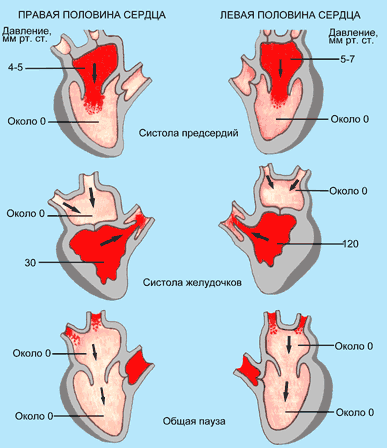 ПРАВАЯ ПОЛОВИНА СЕРДЦА
ЛЕВАЯ ПОЛОВИНА СЕРДЦА
Давление,
мм рт. ст.
Давление,
мм рт. ст.
4-5
5-7
Около 0
Около 0
Систола предсердий
Около 0
Около 0
30
120
Систола желудочков
Около 0
Около 0
Около 0
Около 0
Общая пауза